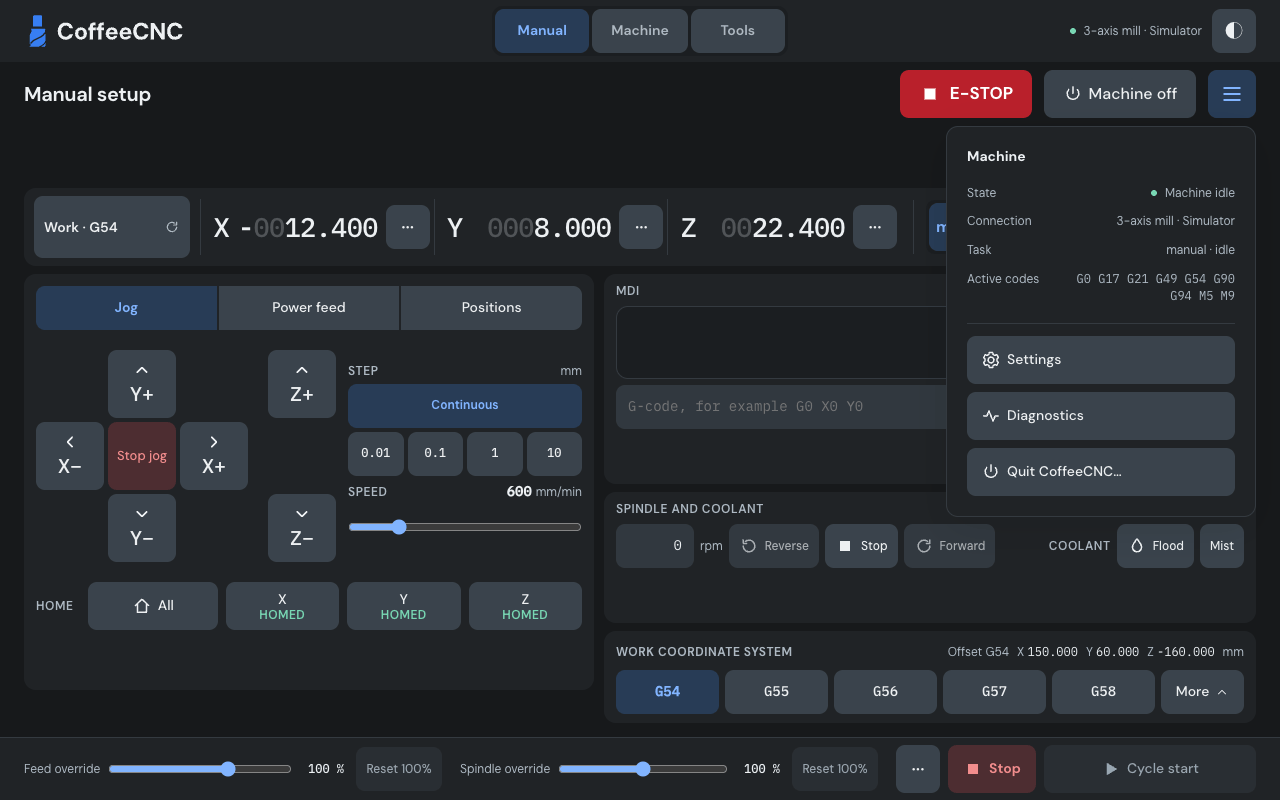 CoffeeCNC
Manual
Machine
Tools
3-axis mill · Simulator
Manual setup
E-STOP
Machine off
Machine
State
Machine idle
Connection
3-axis mill · Simulator
Task
manual · idle
Active codes
G0 G17 G21 G49 G54 G90
G94 M5 M9
Settings
Diagnostics
Quit CoffeeCNC…
Work · G54
X -0012.400
Y 0008.000
Z 0022.400
Jog
Power feed
Positions
Y+
Z+
X−
Stop jog
X+
Y−
Z−
STEP
mm
Continuous
0.01
0.1
1
10
SPEED
600 mm/min
HOME
All
X
HOMED
Y
HOMED
Z
HOMED
MDI
G-code, for example G0 X0 Y0
SPINDLE AND COOLANT
0 rpm
Reverse
Stop
Forward
COOLANT
Flood
Mist
WORK COORDINATE SYSTEM
Offset G54 X 150.000 Y 60.000 Z -160.000 mm
G54
G55
G56
G57
G58
More
Feed override
100 %
Reset 100%
Spindle override
100 %
Reset 100%
Stop
Cycle start